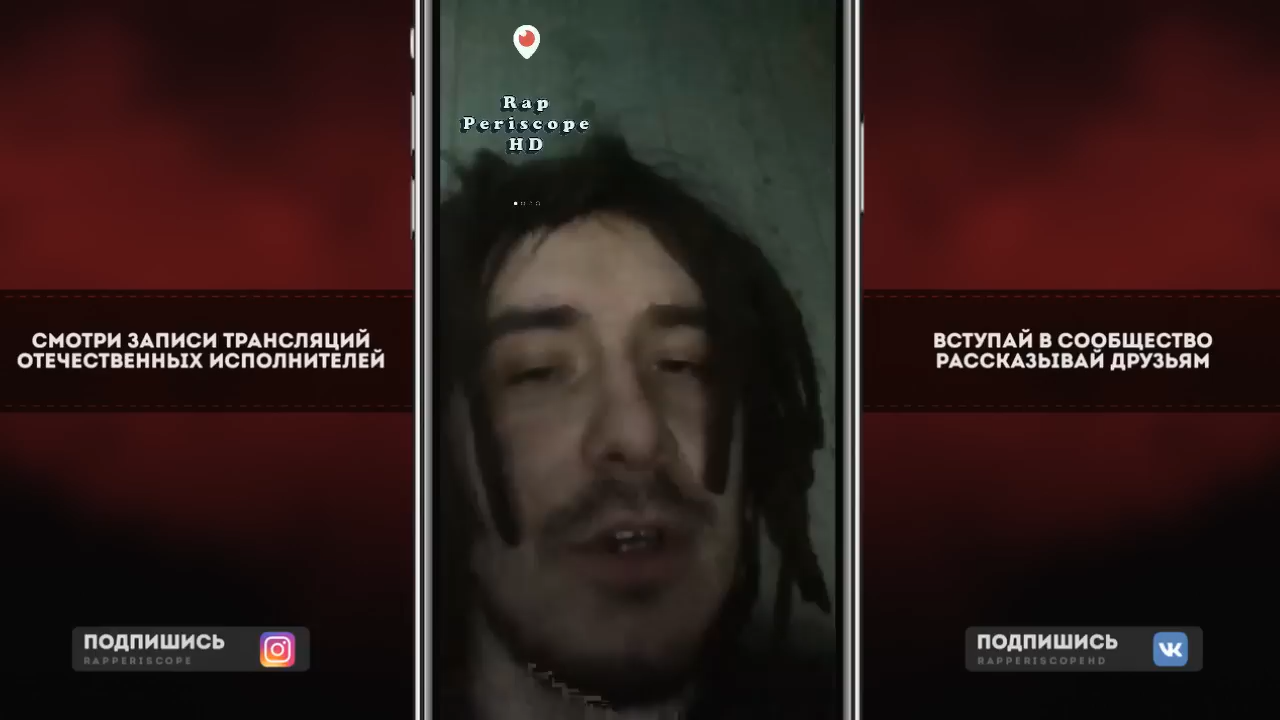 Rap
Periscope
HD
СМОТРИ ЗАПИСИ ТРАНСЛЯЦИЙ
ОТЕЧЕСТВЕННЫХ ИСПОЛНИТЕЛЕЙ
ВСТУПАЙ В СООБЩЕСТВО
РАССКАЗЫВАЙ ДРУЗЬЯМ
ПОДПИШИСЬ
RAPPERISCOPE
ПОДПИШИСЬ
RAPPERISCOPEHD